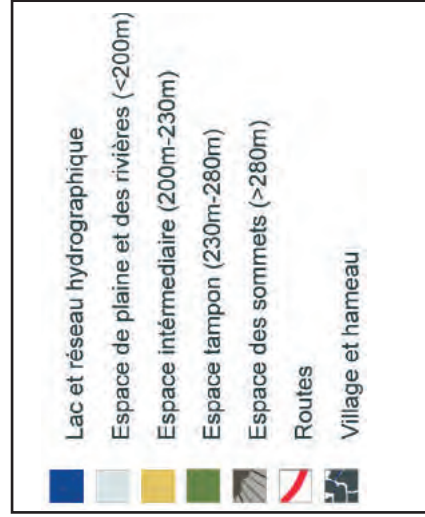 Lac et réseau hydrographique
Espace de plaine et des rivières (<200m)
Espace intérmediaire (200m-230m)
Espace tampon (230m-280m)
Espace des sommets (>280m)
Routes
Village et hameau